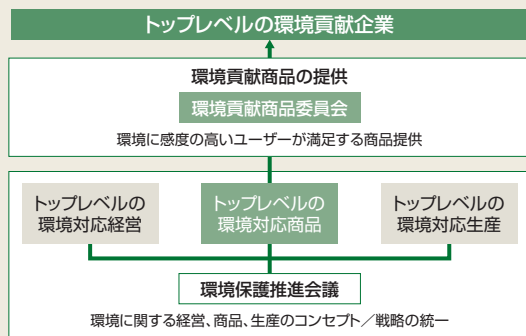 トップレベルの環境貢献企業
環境貢献商品の提供
環境貢献商品委員会
環境に感度の高いユーザーが満足する商品提供
トップレベルの
環境対応経営
トップレベルの
環境対応商品
トップレベルの
環境対応生産
環境保護推進会議
環境に関する経営、商品、生産のコンセプト／戦略の統一